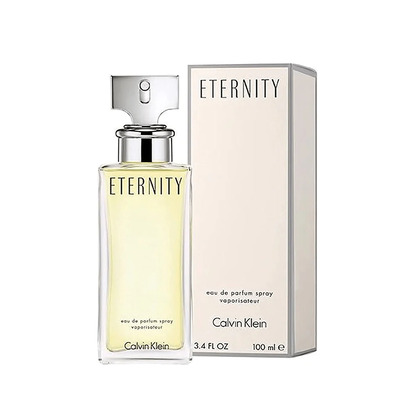 ETERNITY
eau de parfum spray
vaporisateur
Calvin Klein
ETERNITY
eau de parfum spray
vaporisateur
Calvin Klein
3.4 FL OZ 100 ml e